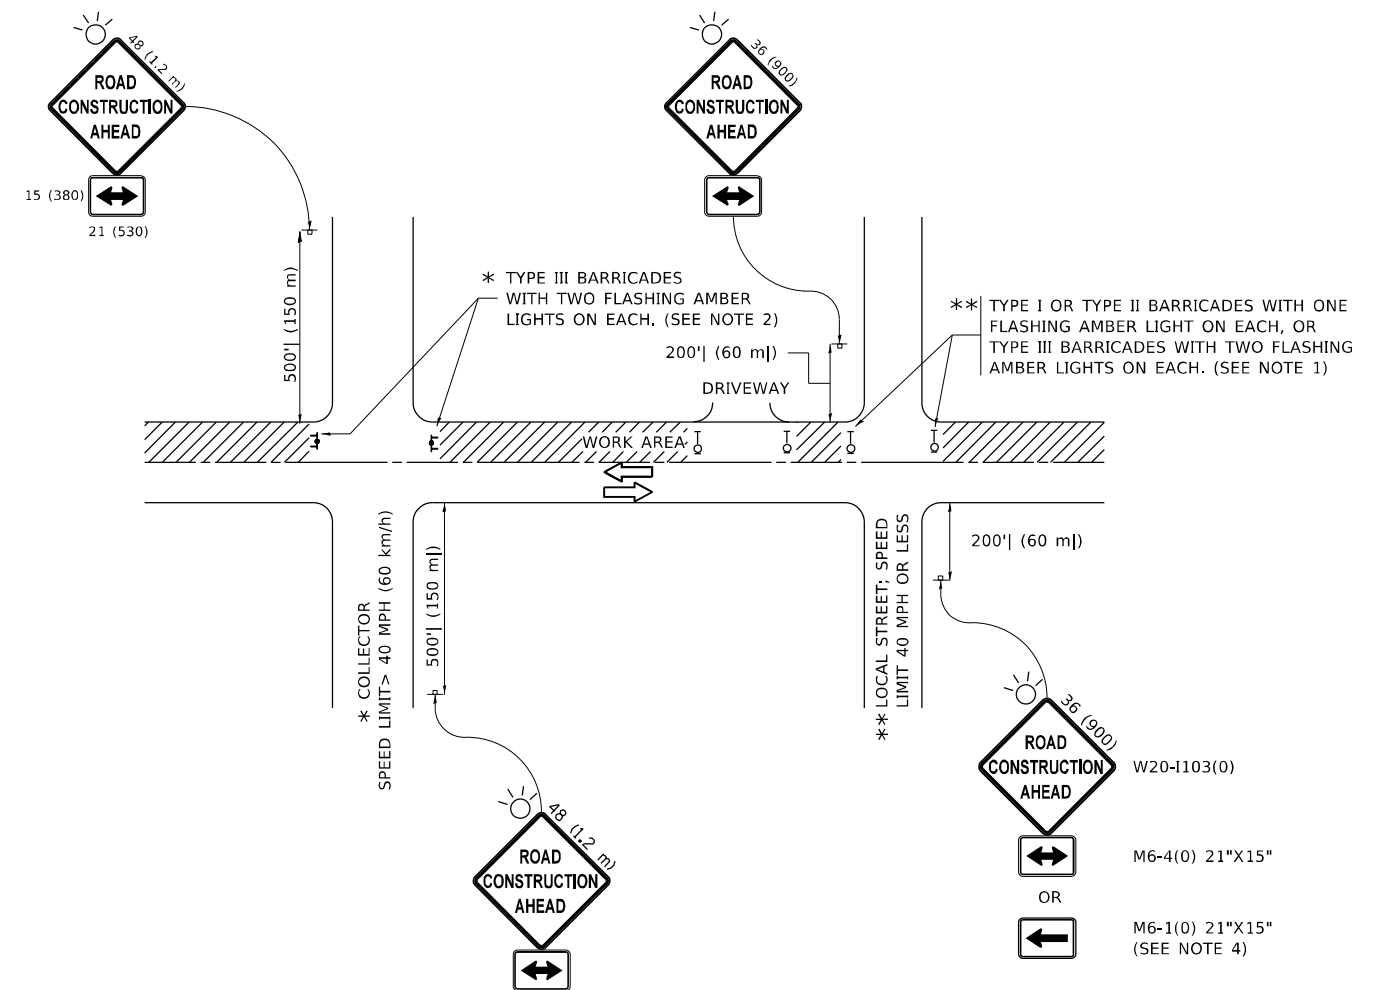 48 (1.2 m)
ROAD
CONSTRUCTION
AHEAD
15 (380)
21 (530)
36 (900)
ROAD
CONSTRUCTION
AHEAD
500'| (150 m)
* TYPE III BARRICADES
WITH TWO FLASHING AMBER
LIGHTS ON EACH. (SEE NOTE 2)
200'| (60 m|)
DRIVEWAY
** TYPE I OR TYPE II BARRICADES WITH ONE
FLASHING AMBER LIGHT ON EACH, OR
TYPE III BARRICADES WITH TWO FLASHING
AMBER LIGHTS ON EACH. (SEE NOTE 1)
WORK AREA
* COLLECTOR
SPEED LIMIT> 40 MPH (60 km/h)
500'| (150 m|)
** LOCAL STREET; SPEED
LIMIT 40 MPH OR LESS
200'| (60 m|)
48 (1.2 m)
ROAD
CONSTRUCTION
AHEAD
36 (900)
ROAD
CONSTRUCTION
AHEAD
W20-I103(0)
M6-4(0) 21"X15"
OR
M6-1(0) 21"X15"
(SEE NOTE 4)